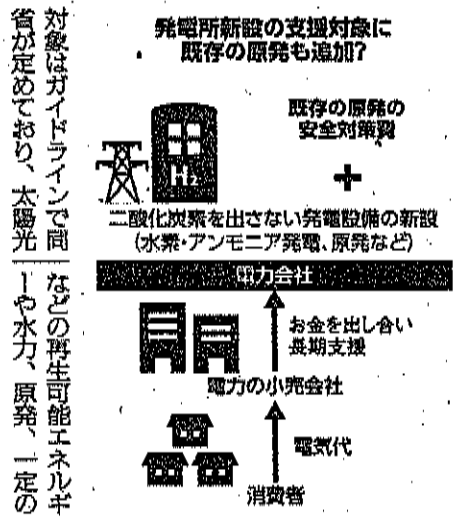 発電所新設の支援対象に
既存の原発も追加?
既存の原発の
安全対策費
+
H2
二酸化炭素を出さない発電設備の新設
(水素・アンモニア発電、原発など)
電力会社
お金を出し合い
長期支援
電力の小売会社
電気代
消費者
対象はガイドラインで同
省が定めており、太陽光
などの再生可能エネルギ
ーや水力、原発、一定の